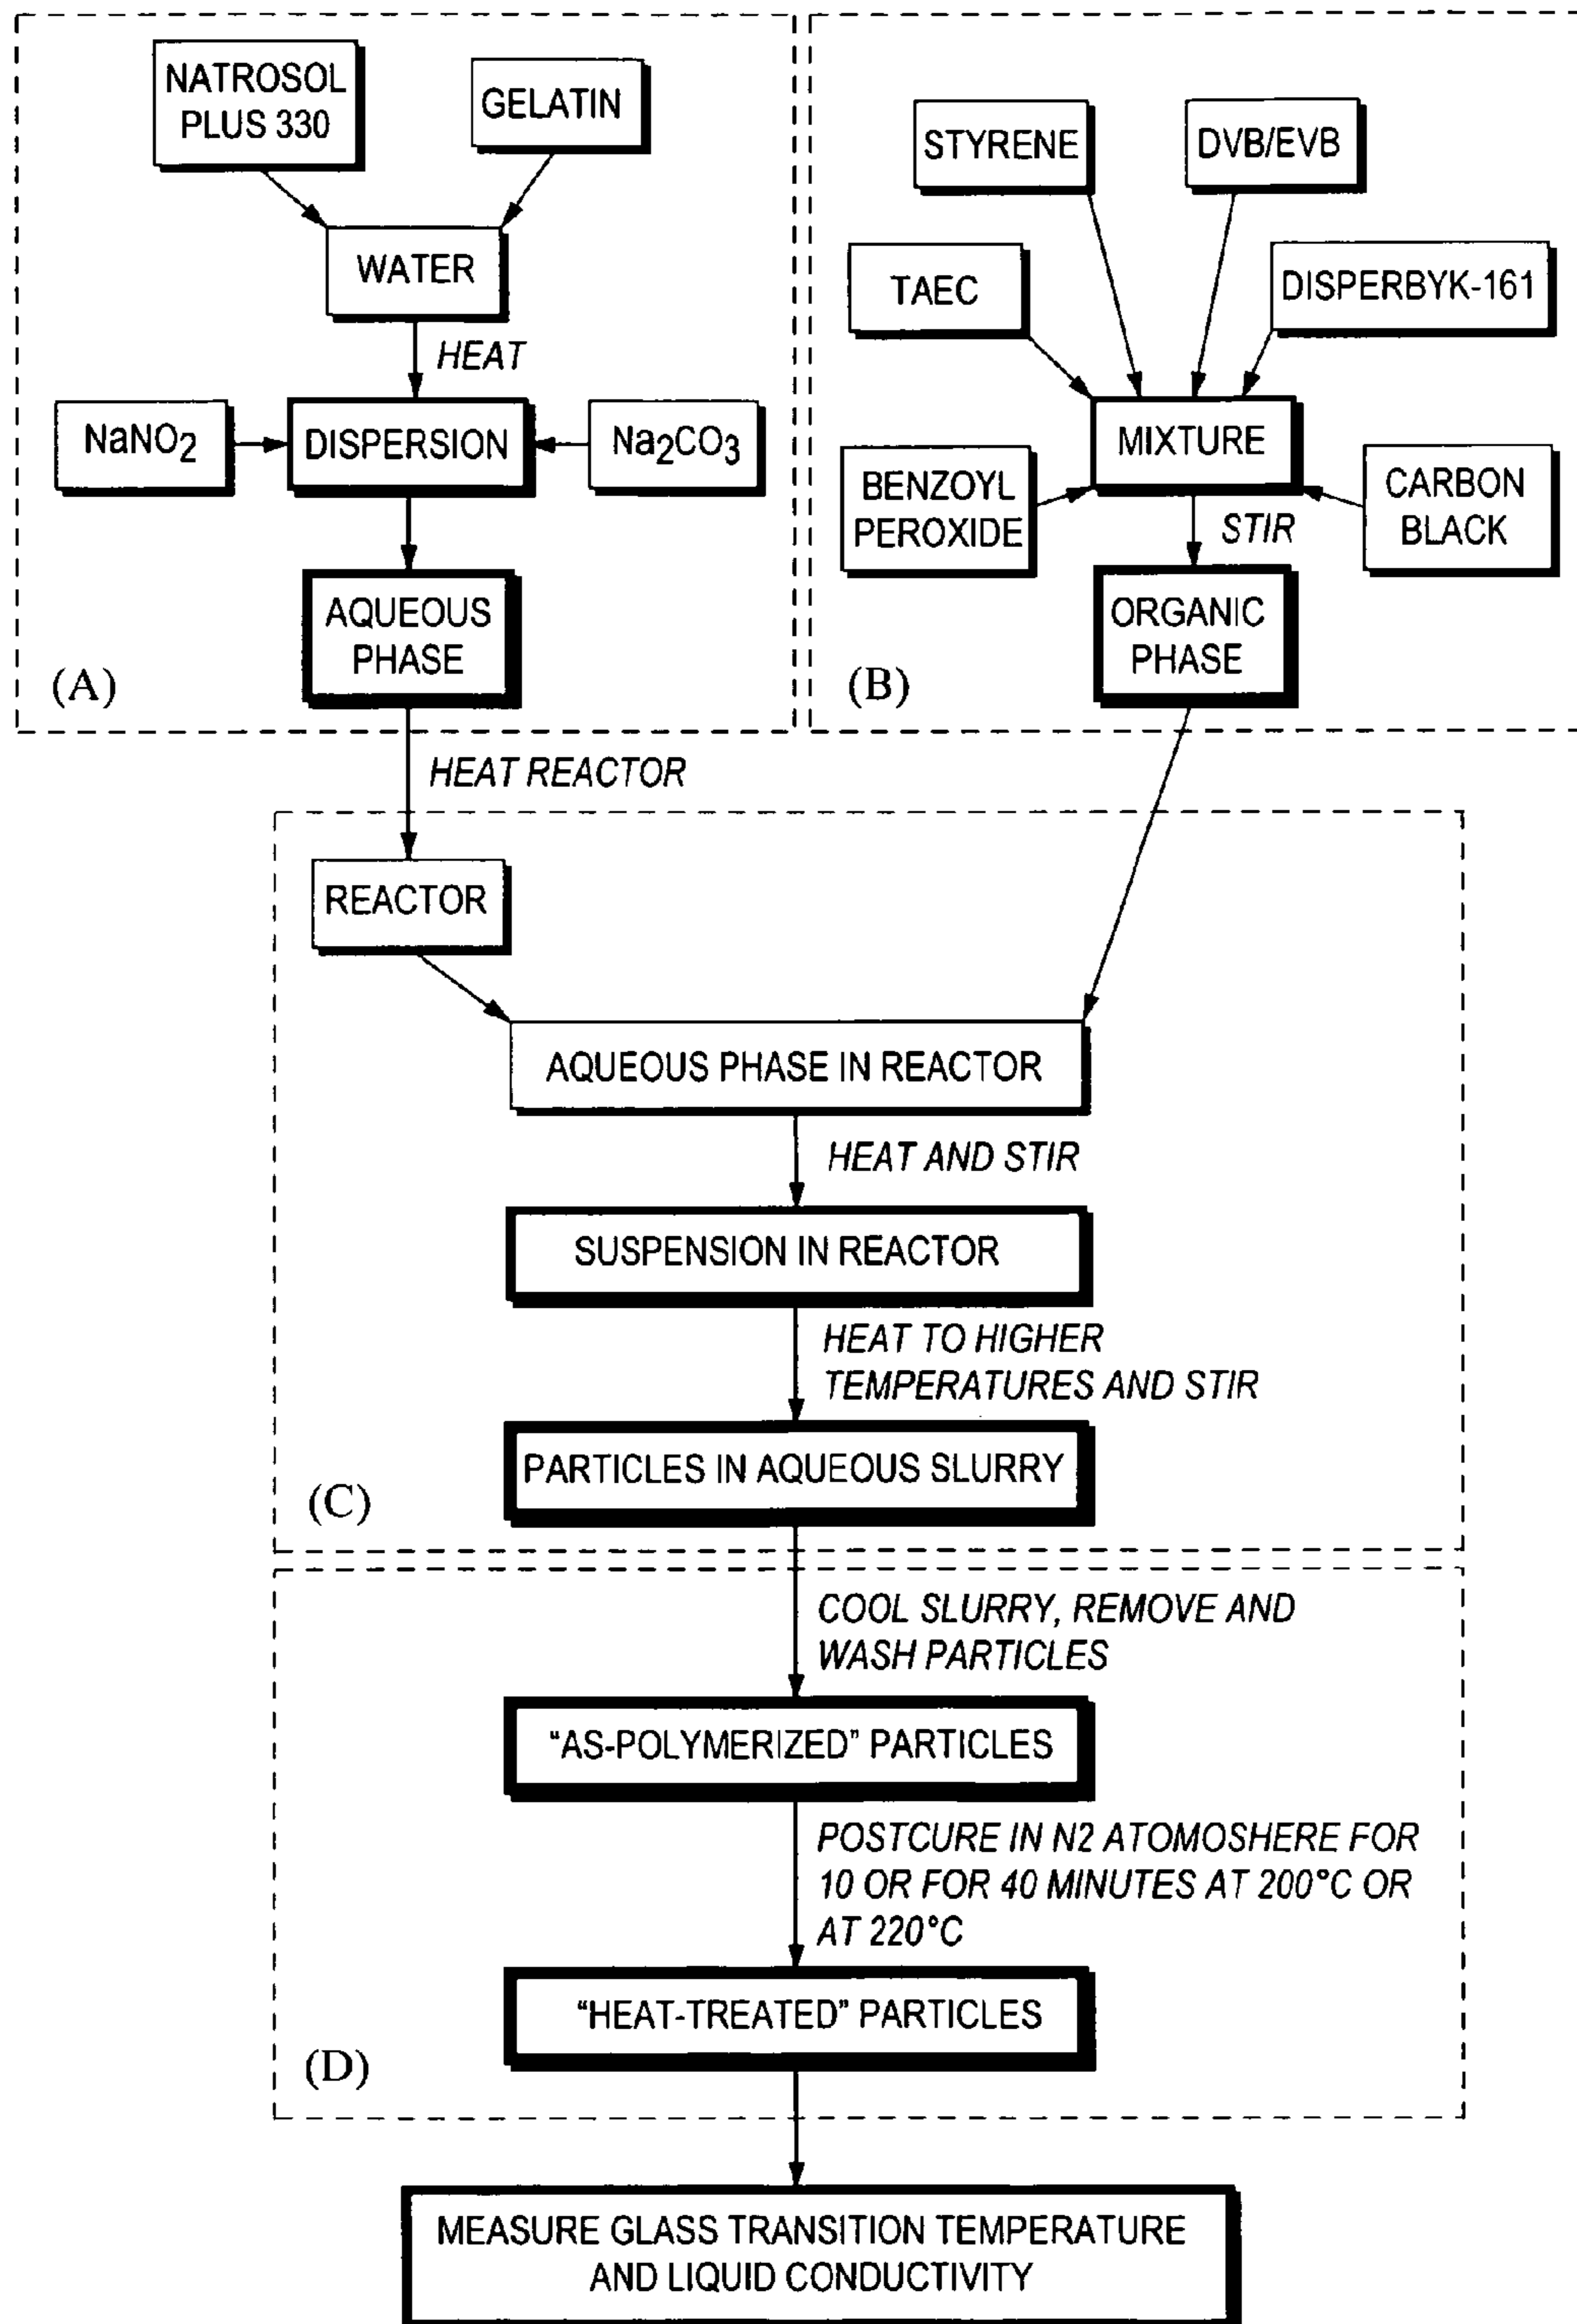 NATROSOL
PLUS 330
GELATIN
WATER
HEAT
NaNO2
DISPERSION
Na2CO3
AQUEOUS
PHASE
(A)
STYRENE
DVB/EVB
TAEC
DISPERBYK-161
MIXTURE
BENZOYL
PEROXIDE
CARBON
BLACK
STIR
ORGANIC
PHASE
(B)
HEAT REACTOR
REACTOR
AQUEOUS PHASE IN REACTOR
HEAT AND STIR
SUSPENSION IN REACTOR
HEAT TO HIGHER
TEMPERATURES AND STIR
PARTICLES IN AQUEOUS SLURRY
(C)
COOL SLURRY, REMOVE AND
WASH PARTICLES
“AS-POLYMERIZED” PARTICLES
POSTCURE IN N2 ATOMOSHERE FOR
10 OR FOR 40 MINUTES AT 200°C OR
AT 220°C
“HEAT-TREATED” PARTICLES
(D)
MEASURE GLASS TRANSITION TEMPERATURE
AND LIQUID CONDUCTIVITY